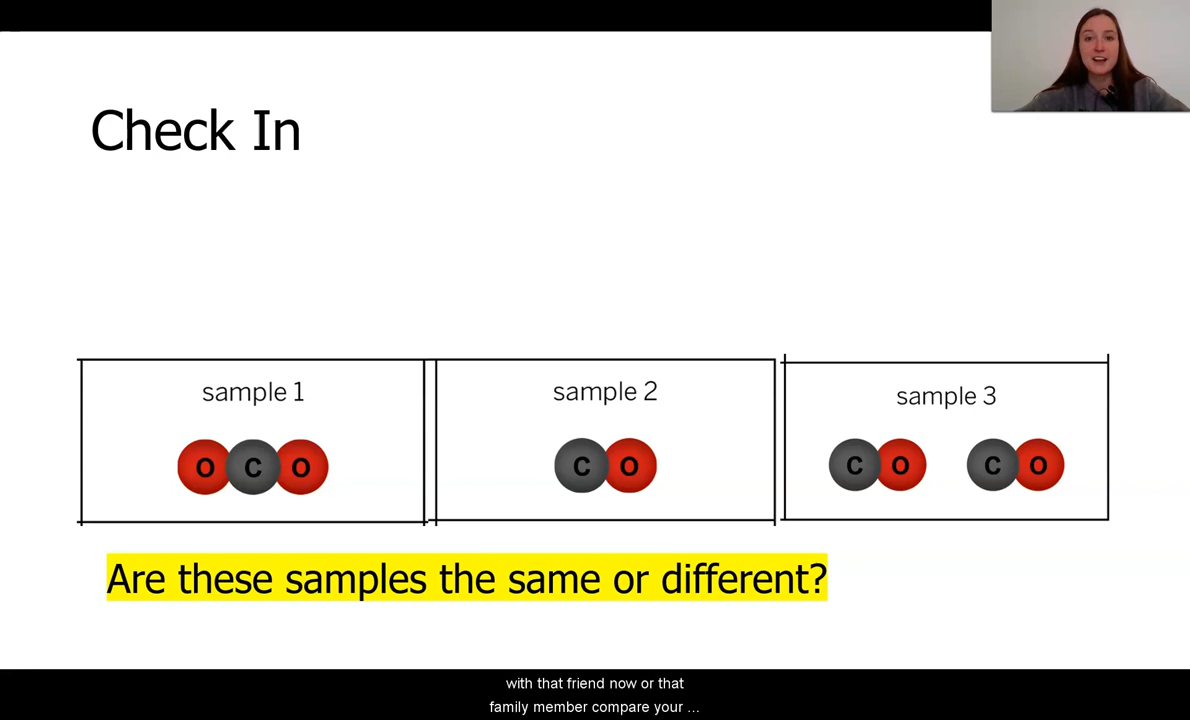 Check In
sample 1
sample 2
sample 3
O C O
C O
C O C O
Are these samples the same or different?
with that friend now or that
family member compare your ...